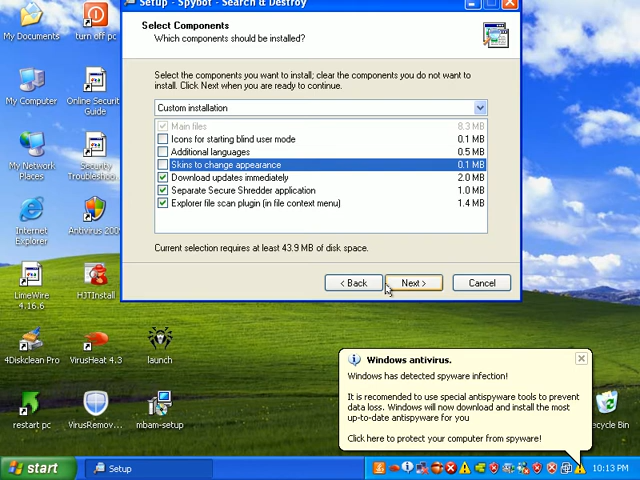 Setup - Spybot - Search & Destroy
Select Components
Which components should be installed?
Select the components you want to install; clear the components you do not want to
install. Click Next when you are ready to continue.
Custom installation
Main files 8.3 MB
Icons for starting blind user mode 0.1 MB
Additional languages 0.5 MB
Skins to change appearance 0.1 MB
Download updates immediately 2.0 MB
Separate Secure Shredder application 1.0 MB
Explorer file scan plugin (in file context menu) 1.4 MB
Current selection requires at least 43.9 MB of disk space.
< Back
Next >
Cancel
My Documents
turn off pc
My Computer
Online Securit
Guide
My Network
Places
Security
Troubleshoo...
Internet
Explorer
Antivirus 200
LimeWire
4.16.6
HJTInstall
4Diskclean Pro
VirusHeat 4.3
launch
restart pc
VirusRemov...
mbam-setup
ecycle Bin
Windows antivirus.
Windows has detected spyware infection!
It is recomended to use special antispyware tools to prevent
data loss. Windows will now download and install the most
up-to-date antispyware for you
Click here to protect your computer from spyware!
start
Setup
10:13 PM